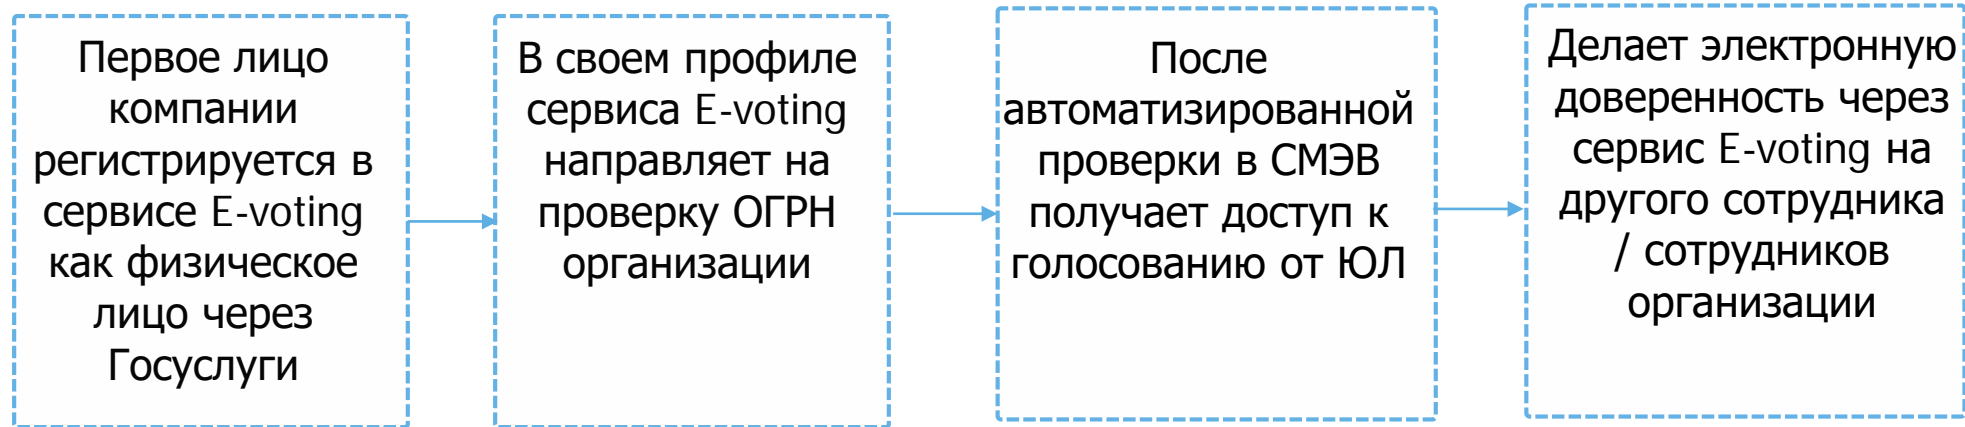 Первое лицо
компании
регистрируется в
сервисе E-voting
как физическое
лицо через
Госуслуги
В своем профиле
сервиса E-voting
направляет на
проверку ОГРН
организации
После
автоматизированной
проверки в СМЭВ
получает доступ к
голосованию от ЮЛ
Делает электронную
доверенность через
сервис E-voting на
другого сотрудника
/ сотрудников
организации